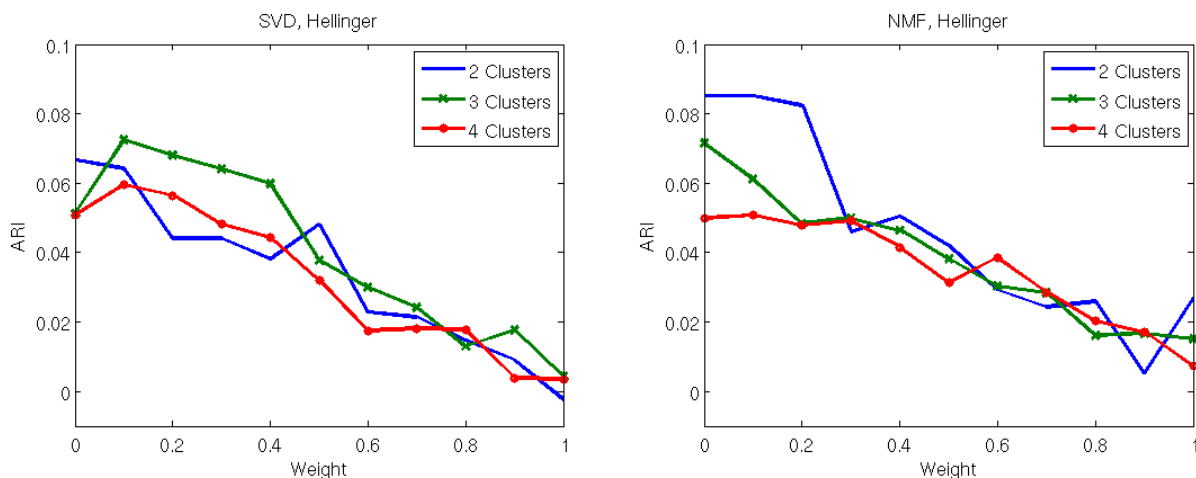 SVD, Hellinger
0.1
0.08
0.06
0.04
0.02
0
ARI
2 Clusters
3 Clusters
4 Clusters
0 0.2 0.4 0.6 0.8 1
Weight
NMF, Hellinger
0.1
0.08
0.06
0.04
0.02
0
ARI
2 Clusters
3 Clusters
4 Clusters
0 0.2 0.4 0.6 0.8 1
Weight